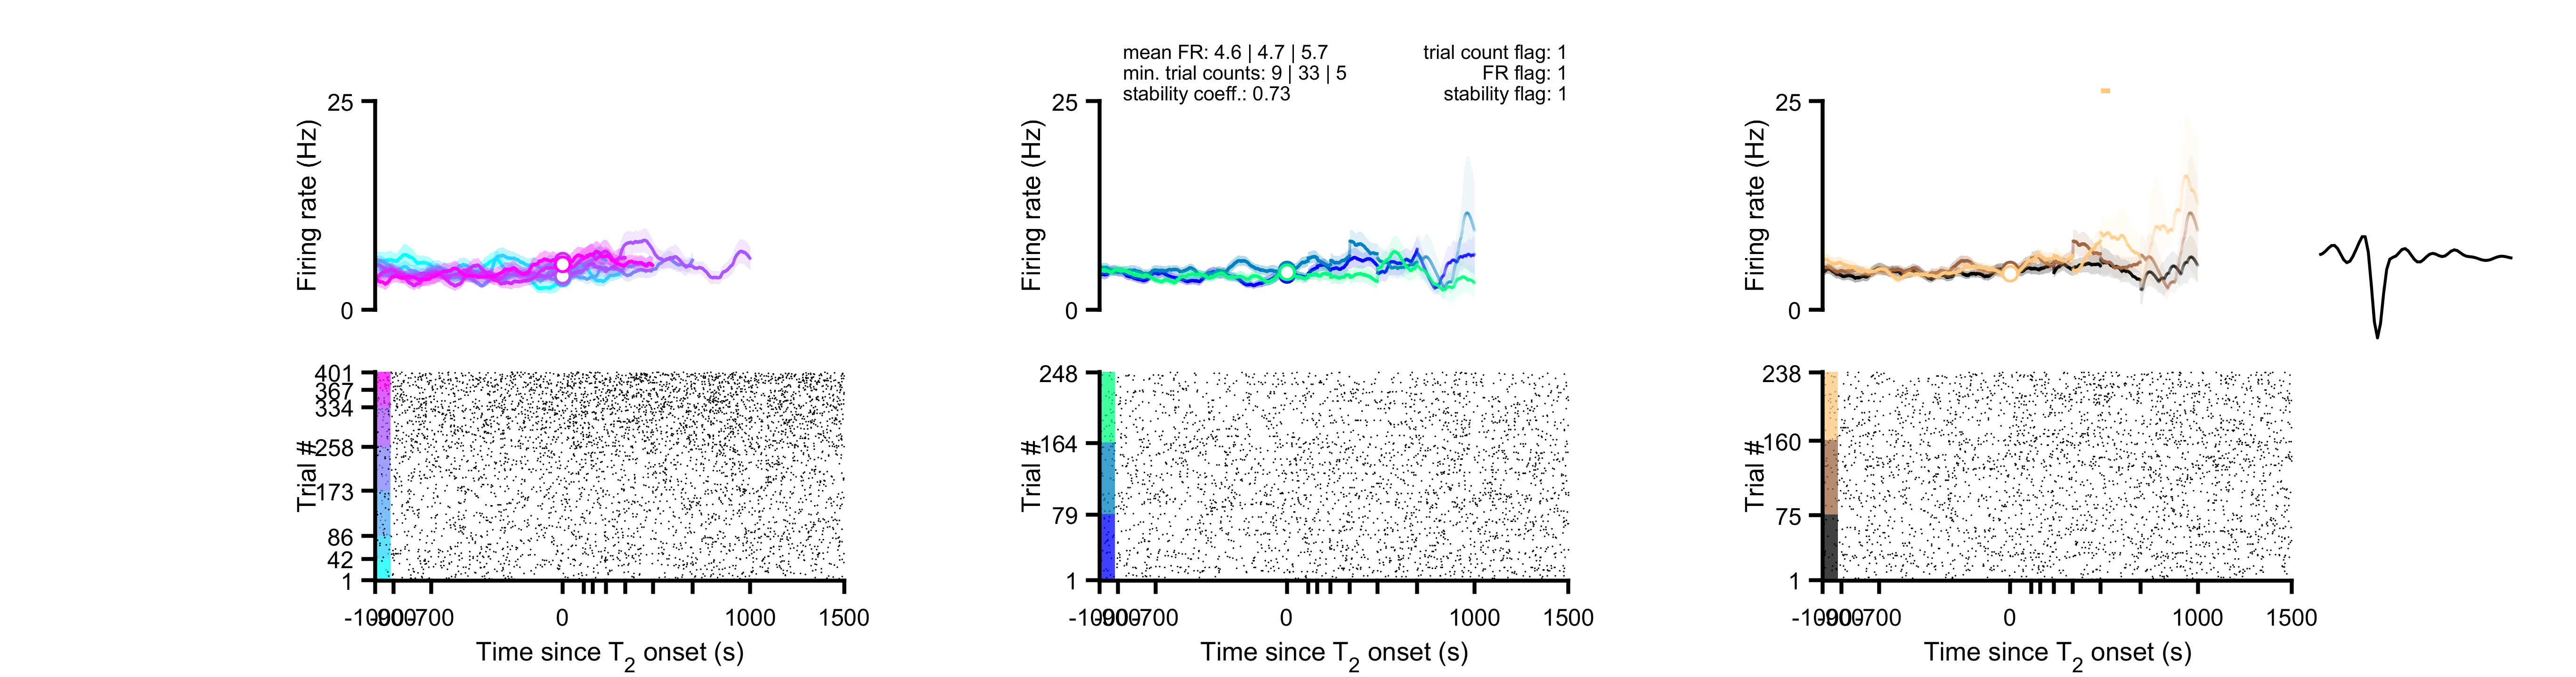 mean FR: 4.6 | 4.7 | 5.7
min. trial counts: 9 | 33 | 5
stability coeff.: 0.73
trial count flag: 1
FR flag: 1
stability flag: 1
25
Firing rate (Hz)
0
25
Firing rate (Hz)
0
25
Firing rate (Hz)
0
401
367
334
258
173
86
42
1
Trial #
0
1000
1500
Time since T2 onset (s)
248
164
79
1
Trial #
0
1000
1500
Time since T2 onset (s)
238
160
75
1
Trial #
0
1000
1500
Time since T2 onset (s)